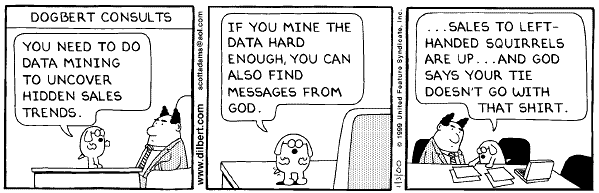 DOGBERT CONSULTS
YOU NEED TO DO
DATA MINING
TO UNCOVER
HIDDEN SALES
TRENDS.
scottadams@aol.com
www.dilbert.com
IF YOU MINE THE
DATA HARD
ENOUGH, YOU CAN
ALSO FIND
MESSAGES FROM
GOD.
1/3/00 © 1999 United Feature Syndicate, Inc.
...SALES TO LEFT-
HANDED SQUIRRELS
ARE UP...AND GOD
SAYS YOUR TIE
DOESN'T GO WITH
THAT SHIRT.